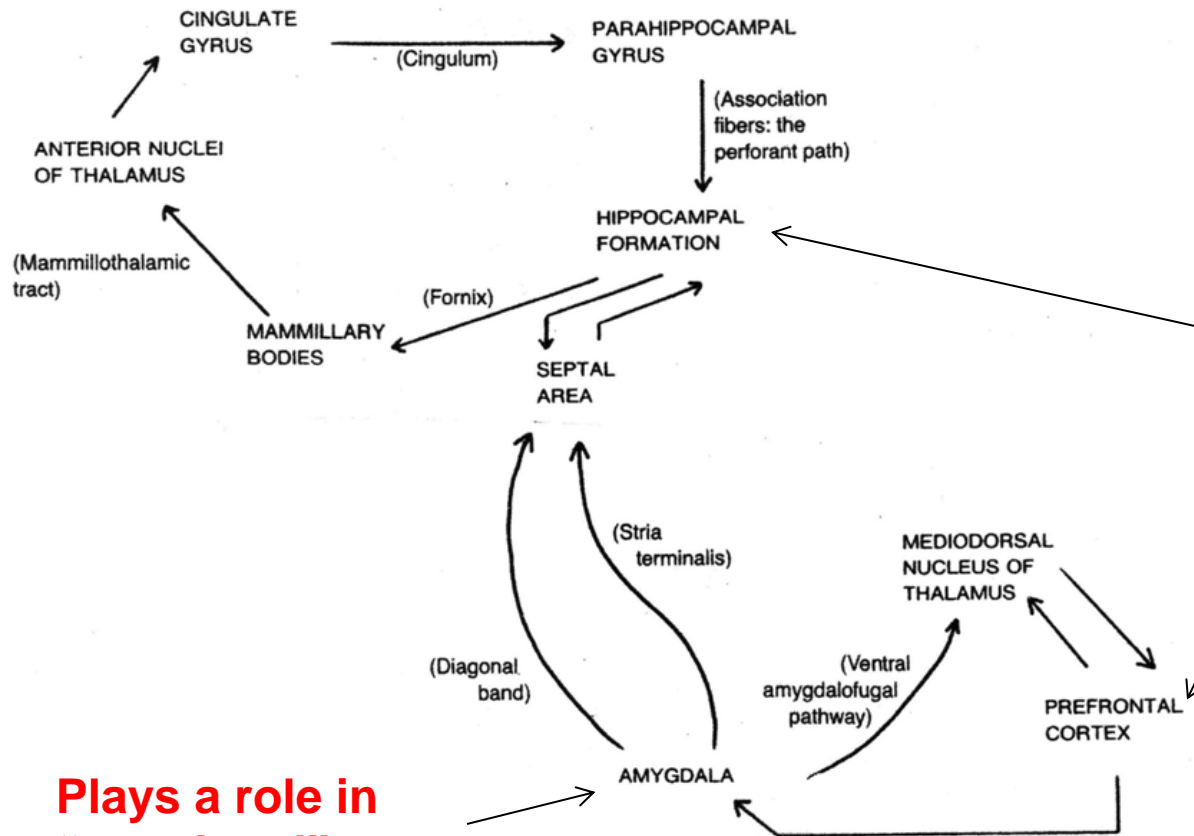 CINGULATE
GYRUS
(Cingulum)
PARAHIPPOCAMPAL
GYRUS
(Association
fibers: the
perforant path)
ANTERIOR NUCLEI
OF THALAMUS
HIPPOCAMPAL
FORMATION
(Mammillothalamic
tract)
(Fornix)
MAMMILLARY
BODIES
SEPTAL
AREA
(Stria
terminalis)
MEDIODORSAL
NUCLEUS OF
THALAMUS
(Diagonal
band)
(Ventral
amygdalofugal
pathway)
PREFRONTAL
CORTEX
AMYGDALA
Plays a role in